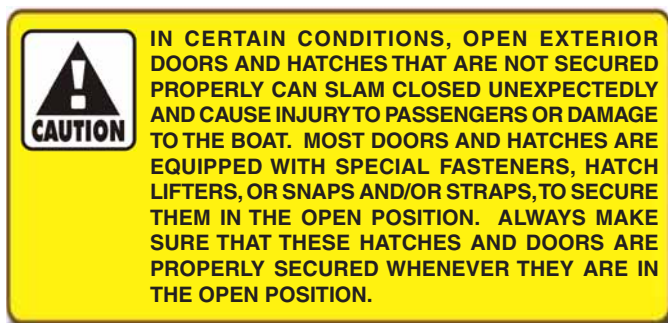 CAUTION
IN CERTAIN CONDITIONS, OPEN EXTERIOR
DOORS AND HATCHES THAT ARE NOT SECURED
PROPERLY CAN SLAM CLOSED UNEXPECTEDLY
AND CAUSE INJURY TO PASSENGERS OR DAMAGE
TO THE BOAT.  MOST DOORS AND HATCHES ARE
EQUIPPED WITH SPECIAL FASTENERS, HATCH
LIFTERS, OR SNAPS AND/OR STRAPS, TO SECURE
THEM IN THE OPEN POSITION.  ALWAYS MAKE
SURE THAT THESE HATCHES AND DOORS ARE
PROPERLY SECURED WHENEVER THEY ARE IN
THE OPEN POSITION.